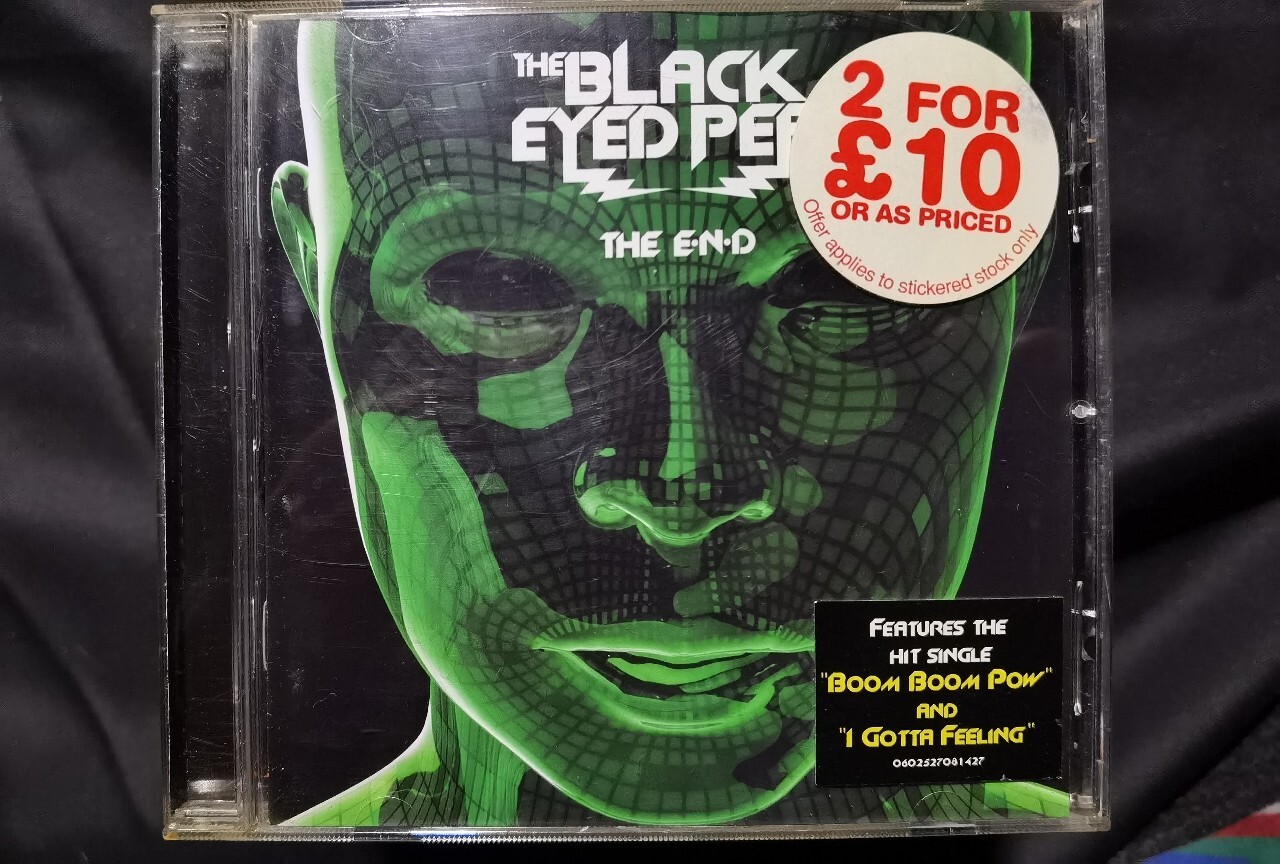 THE BLACK
EYED PE
THE E·N·D
2 FOR
£10
OR AS PRICED
Offer applies to stickered stock only
FEATURES THE
HIT SINGLE
"BOOM BOOM POW"
AND
"I GOTTA FEELING"
0602527081427